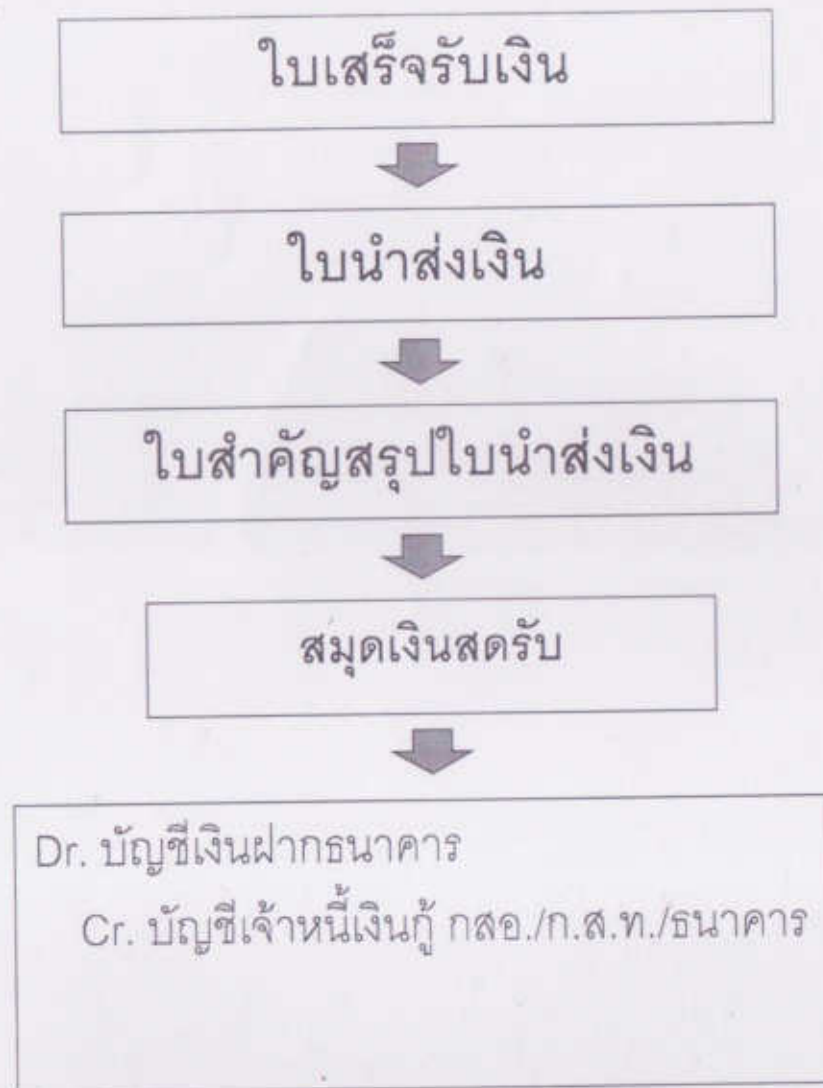 ใบเสร็จรับเงิน
ใบนำส่งเงิน
ใบสำคัญสรุปใบนำส่งเงิน
สมุดเงินสดรับ
Dr. บัญชีเงินฝากธนาคาร
Cr. บัญชีเจ้าหนี้เงินกู้ กสอ./ก.ส.ท./ธนาคาร